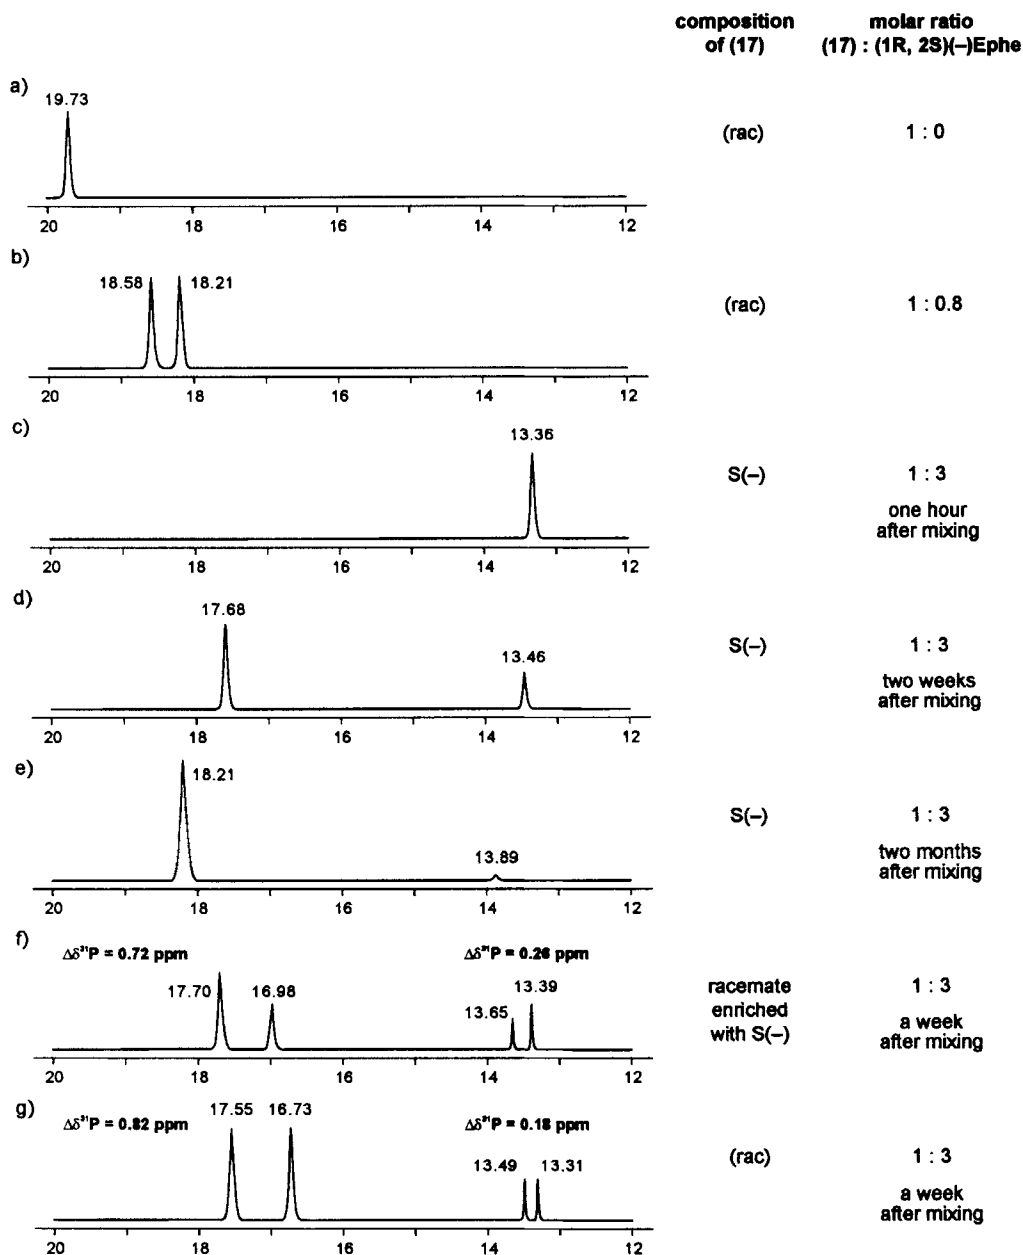 composition molar ratio
of (17) (17) : (1R, 2S)(–)Ephe
a)
19.73
(rac) 1 : 0
20 18 16 14 12
b)
18.58 18.21
(rac) 1 : 0.8
20 18 16 14 12
c)
13.36
S(–) 1 : 3
one hour
after mixing
20 18 16 14 12
d)
17.68
13.46
S(–) 1 : 3
two weeks
after mixing
20 18 16 14 12
e)
18.21
13.89
S(–) 1 : 3
two months
after mixing
20 18 16 14 12
f)
Δδ³¹P = 0.72 ppm Δδ³¹P = 0.26 ppm
17.70 16.98 13.65 13.39
racemate 1 : 3
enriched a week
with S(–) after mixing
20 18 16 14 12
g)
17.55 16.73
Δδ³¹P = 0.82 ppm Δδ³¹P = 0.18 ppm
13.49 13.31
(rac) 1 : 3
a week
after mixing
20 18 16 14 12